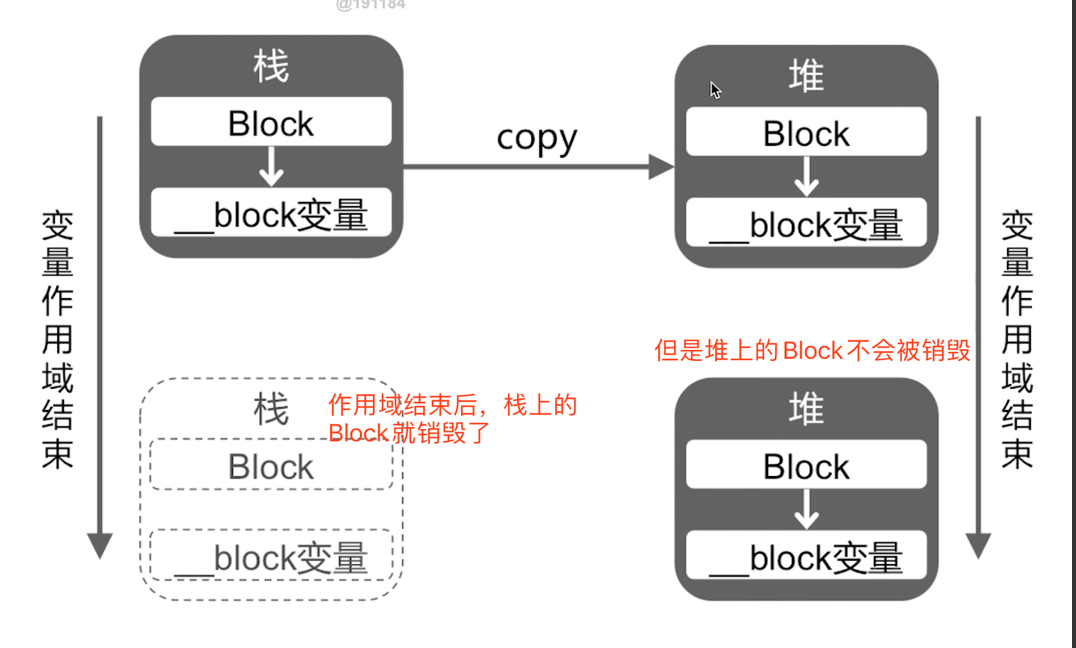 @191184
栈
Block
__block变量
copy
堆
Block
__block变量
变量作用域结束
变量作用域结束
但是堆上的Block不会被销毁
栈
作用域结束后，栈上的
Block就销毁了
Block
__block变量
堆
Block
__block变量